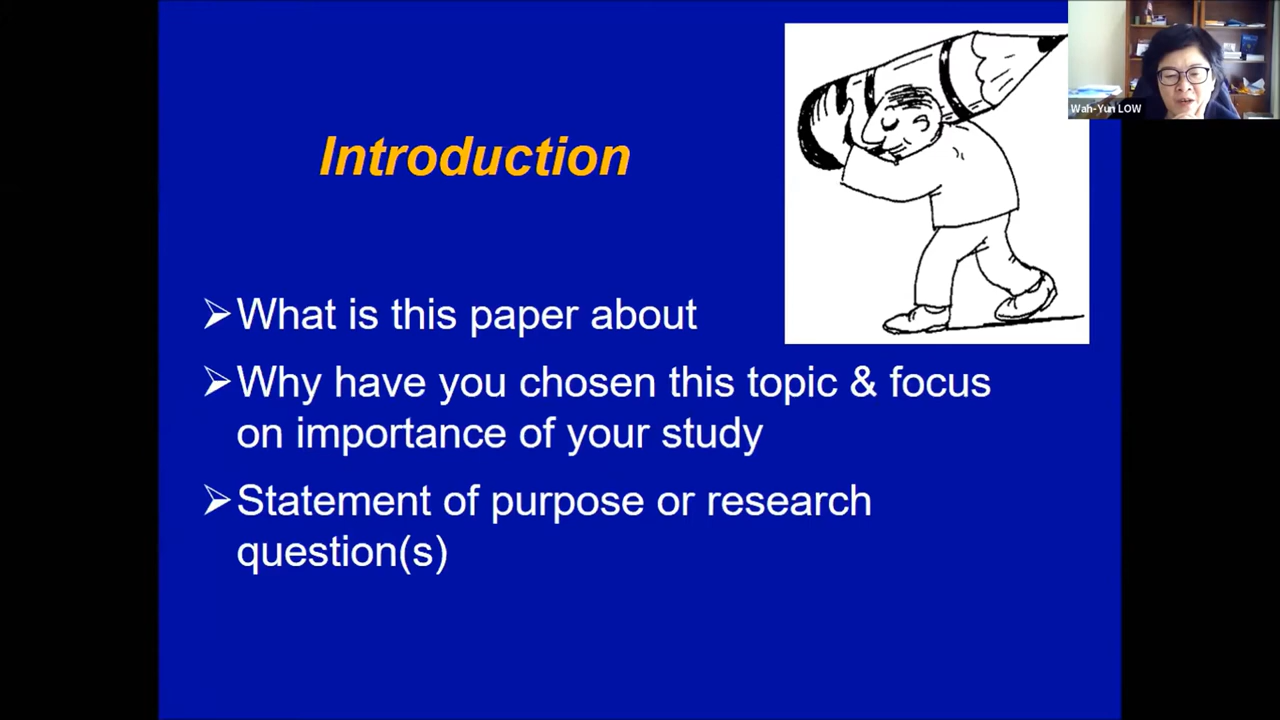 Introduction
Wah-Yun LOW
➢What is this paper about
➢Why have you chosen this topic & focus
on importance of your study
➢Statement of purpose or research
question(s)